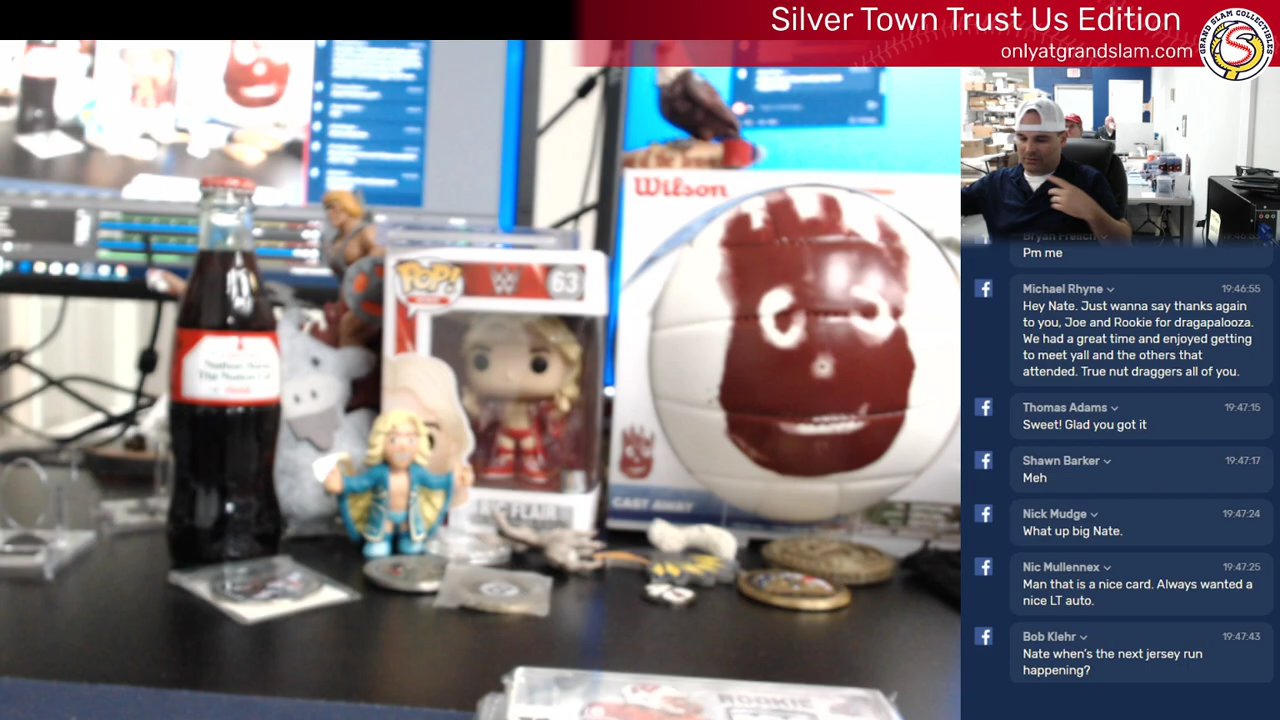 Silver Town Trust Us Edition
onlyatgrandslam.com
GRAND SLAM COLLECTIBLES
Wilson
POP!
W
63
RIC FLAIR
CAST AWAY
ROOKIE
Bryan Frelich
Pm me
Michael Rhyne 19:46:55
Hey Nate. Just wanna say thanks again
to you, Joe and Rookie for dragapalooza.
We had a great time and enjoyed getting
to meet yall and the others that
attended. True nut draggers all of you.
Thomas Adams 19:47:15
Sweet! Glad you got it
Shawn Barker 19:47:17
Meh
Nick Mudge 19:47:24
What up big Nate.
Nic Mullennex 19:47:25
Man that is a nice card. Always wanted a
nice LT auto.
Bob Klehr 19:47:43
Nate when's the next jersey run
happening?